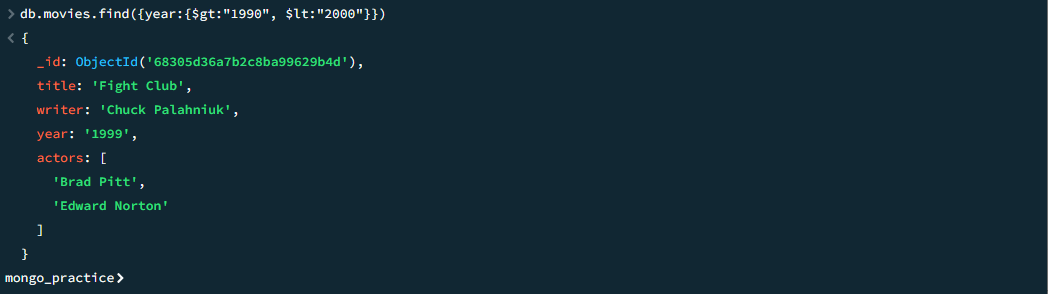 > db.movies.find({year:{$gt:"1990", $lt:"2000"}})
< {
_id: ObjectId('68305d36a7b2c8ba99629b4d'),
title: 'Fight Club',
writer: 'Chuck Palahniuk',
year: '1999',
actors: [
'Brad Pitt',
'Edward Norton'
]
}
mongo_practice>